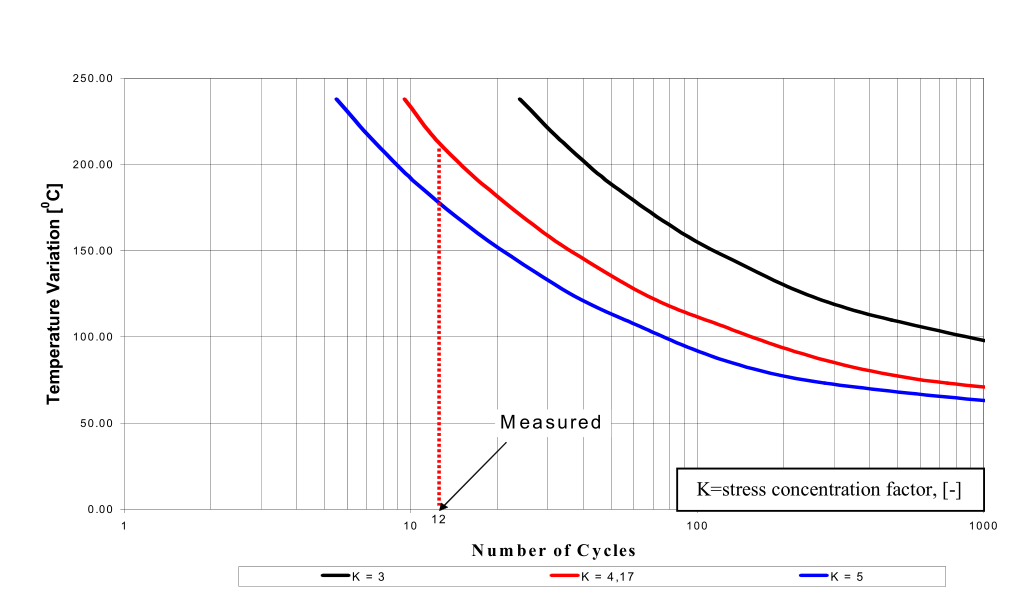 250.00
200.00
150.00
100.00
50.00
0.00
Temperature Variation [⁰C]
Measured
K=stress concentration factor, [-]
12
1 10 100 1000
Number of Cycles
K = 3 K = 4,17 K = 5